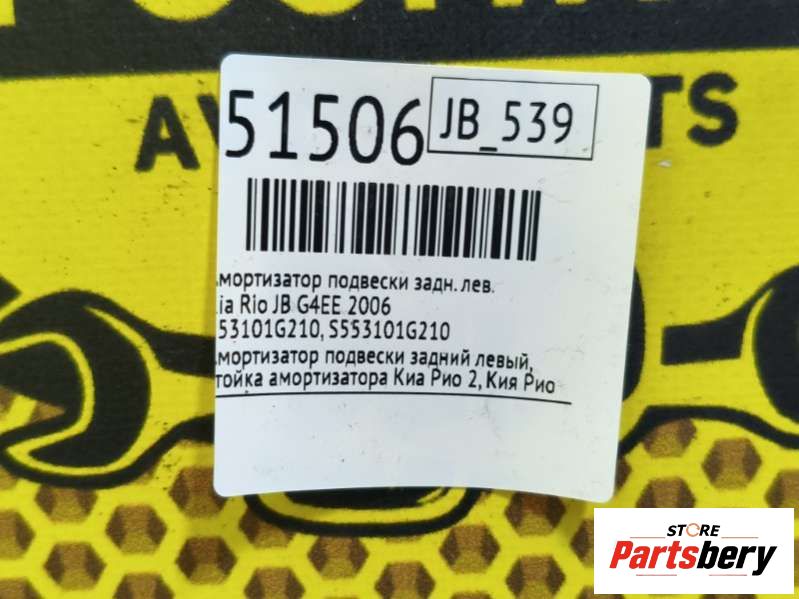 51506
JB_539
мортизатор подвески задн. лев.
ia Rio JB G4EE 2006
53101G210, S553101G210
мортизатор подвески задний левый,
тойка амортизатора Киа Рио 2, Кия Рио
STORE
Partsbery